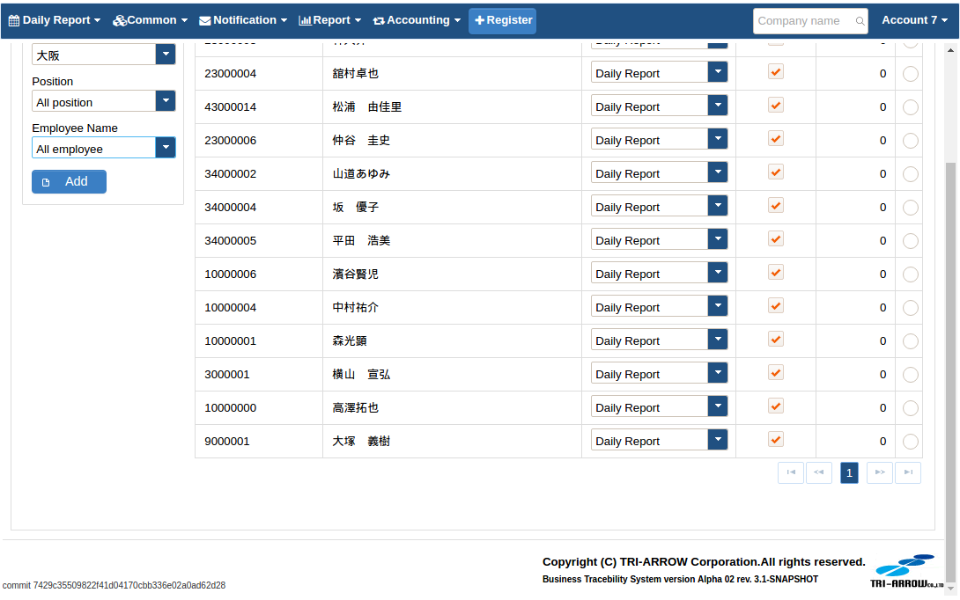 Daily Report Common Notification Report Accounting Register Company name Account 7
大阪
Position
All position
Employee Name
All employee
Add
23000004 舘村卓也 Daily Report 0
43000014 松浦　由佳里 Daily Report 0
23000006 仲谷　圭史 Daily Report 0
34000002 山道あゆみ Daily Report 0
34000004 坂　優子 Daily Report 0
34000005 平田　浩美 Daily Report 0
10000006 濱谷賢児 Daily Report 0
10000004 中村祐介 Daily Report 0
10000001 森光顕 Daily Report 0
3000001 横山　宣弘 Daily Report 0
10000000 高澤拓也 Daily Report 0
9000001 大塚　義樹 Daily Report 0
1
Copyright (C) TRI-ARROW Corporation.All rights reserved.
Business Tracebility System version Alpha 02 rev. 3.1-SNAPSHOT
TRI-ARROW Co.,LTD
commit 7429c35509822f41d04170cbb336e02a0ad62d28